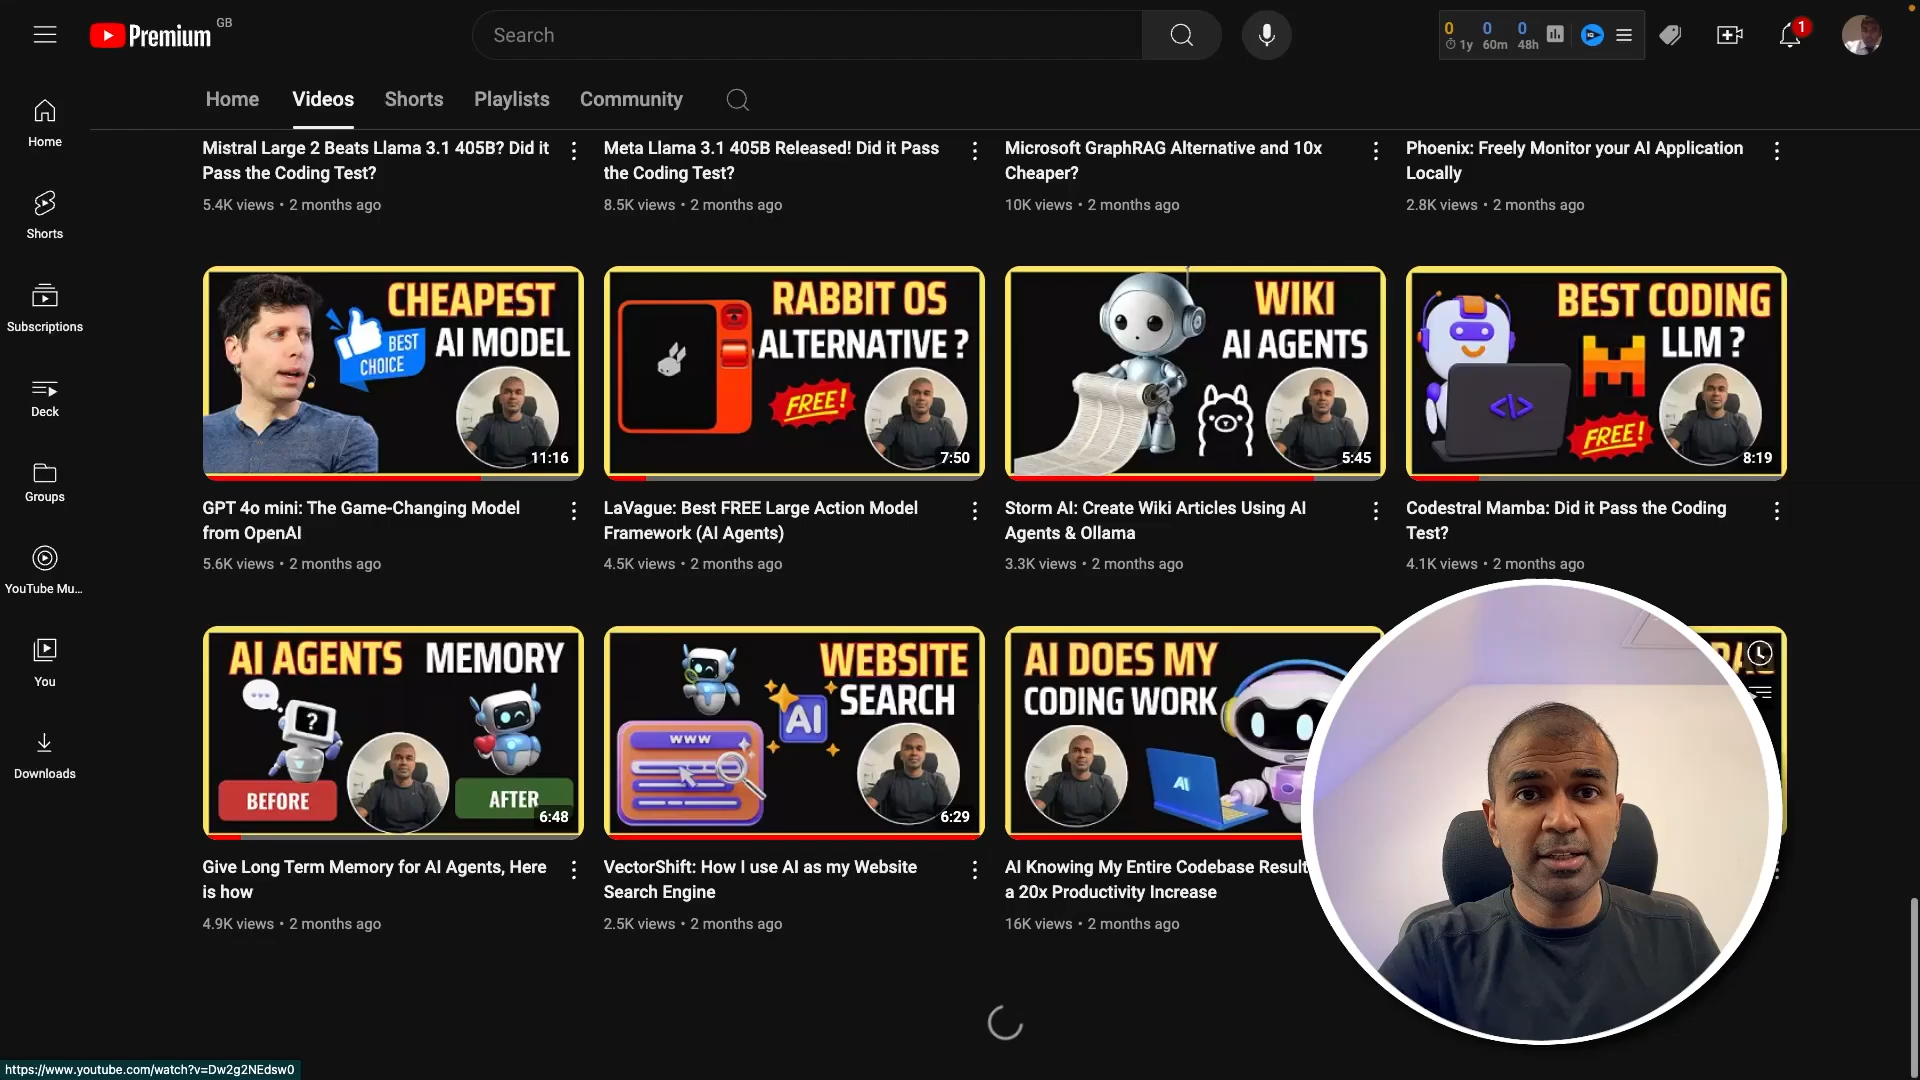 Premium GB
Search
0 0 0
1y 60m 48h
1
Home Videos Shorts Playlists Community
Home
Shorts
Subscriptions
Deck
Groups
YouTube Mu...
You
Downloads
Mistral Large 2 Beats Llama 3.1 405B? Did it
Pass the Coding Test?
5.4K views • 2 months ago
Meta Llama 3.1 405B Released! Did it Pass
the Coding Test?
8.5K views • 2 months ago
Microsoft GraphRAG Alternative and 10x
Cheaper?
10K views • 2 months ago
Phoenix: Freely Monitor your AI Application
Locally
2.8K views • 2 months ago
CHEAPEST
AI MODEL
BEST
CHOICE
11:16
GPT 4o mini: The Game-Changing Model
from OpenAI
5.6K views • 2 months ago
RABBIT OS
ALTERNATIVE ?
FREE!
7:50
LaVague: Best FREE Large Action Model
Framework (AI Agents)
4.5K views • 2 months ago
WIKI
AI AGENTS
5:45
Storm AI: Create Wiki Articles Using AI
Agents & Ollama
3.3K views • 2 months ago
BEST CODING
LLM ?
</>
FREE!
8:19
Codestral Mamba: Did it Pass the Coding
Test?
4.1K views • 2 months ago
AI AGENTS MEMORY
?
BEFORE
AFTER
6:48
Give Long Term Memory for AI Agents, Here
is how
4.9K views • 2 months ago
WEBSITE
SEARCH
AI
WWW
6:29
VectorShift: How I use AI as my Website
Search Engine
2.5K views • 2 months ago
AI DOES MY
CODING WORK
AI
AI Knowing My Entire Codebase Result
a 20x Productivity Increase
16K views • 2 months ago
https://www.youtube.com/watch?v=Dw2g2NEdsw0